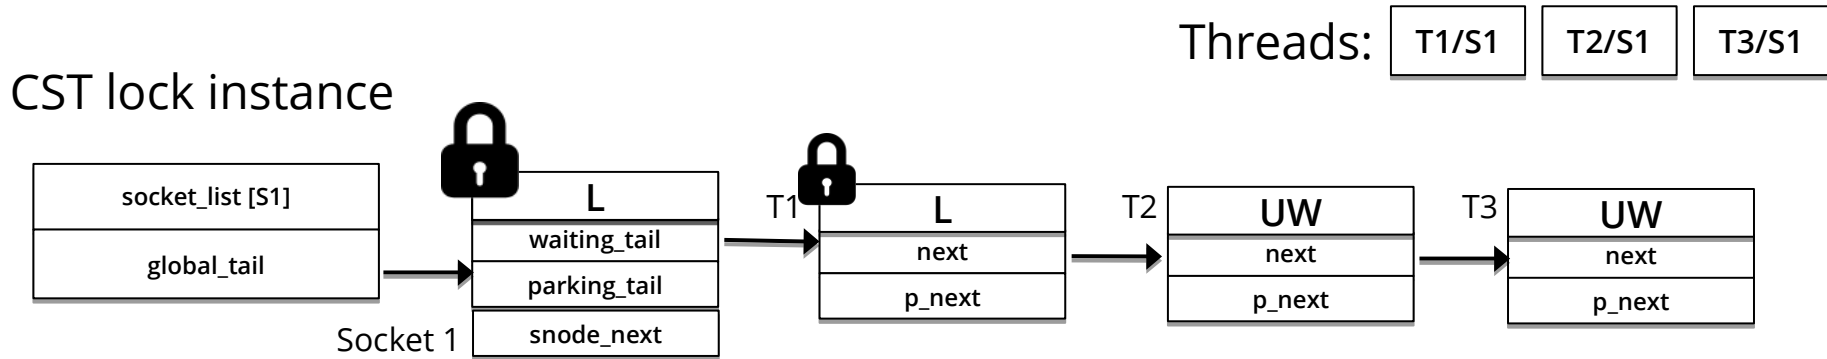 Threads: T1/S1 T2/S1 T3/S1
CST lock instance
socket_list [S1]
global_tail
L
waiting_tail
parking_tail
snode_next
Socket 1
T1
L
next
p_next
T2
UW
next
p_next
T3
UW
next
p_next